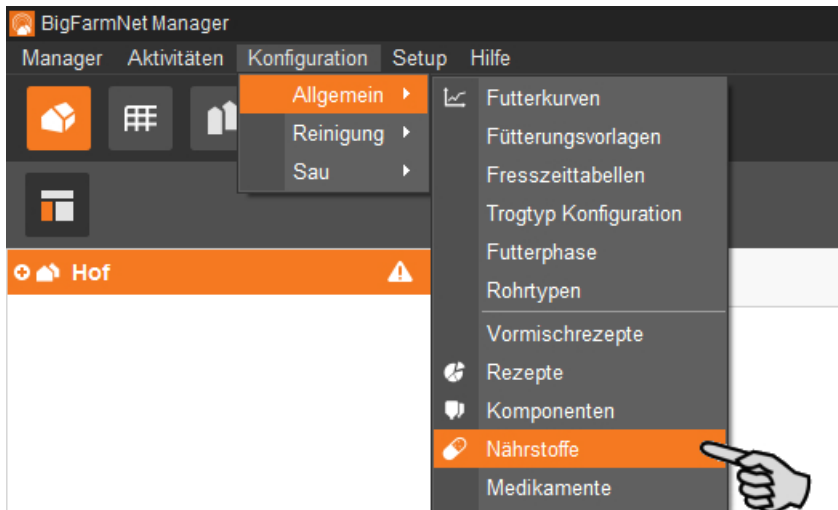 BigFarmNet Manager
Manager Aktivitäten Konfiguration Setup Hilfe
Allgemein
Reinigung
Sau
Futterkurven
Fütterungsvorlagen
Fresszeittabellen
Trogtyp Konfiguration
Futterphase
Rohrtypen
Vormischrezepte
Rezepte
Komponenten
Nährstoffe
Medikamente
Hof